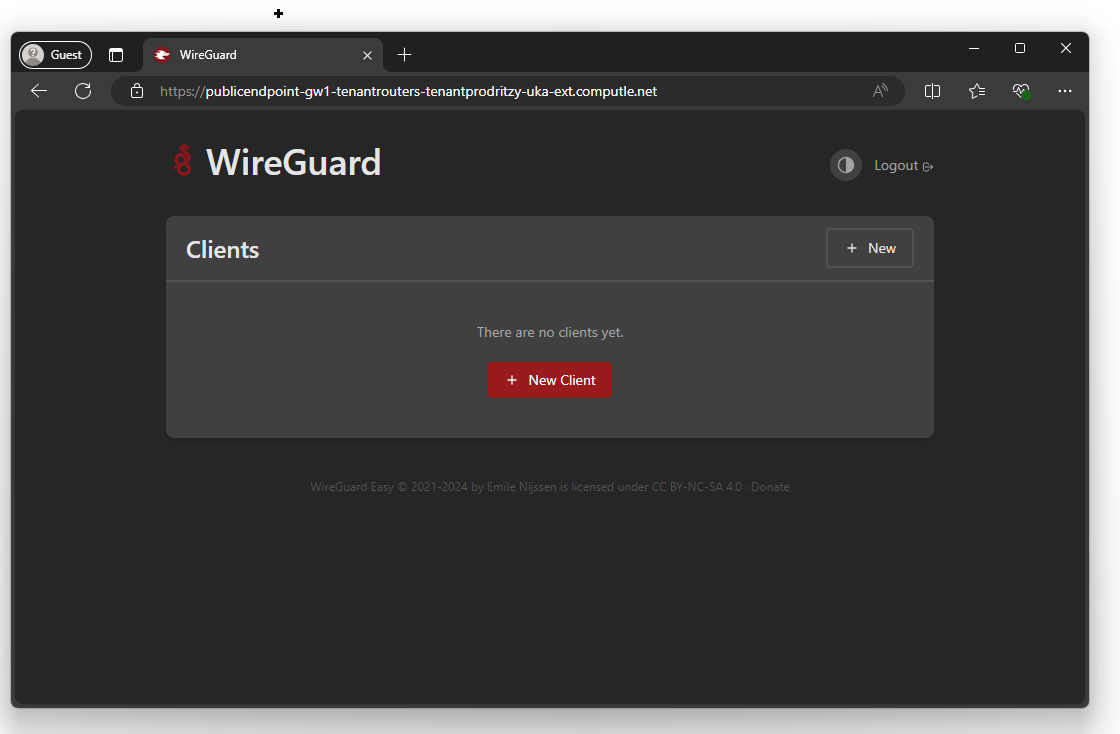 Guest
WireGuard
https://publicendpoint-gw1-tenantrouters-tenantprodritzy-uka-ext.computle.net
WireGuard
Logout
Clients
+ New
There are no clients yet.
+ New Client
WireGuard Easy © 2021-2024 by Emile Nijssen is licensed under CC BY-NC-SA 4.0 · Donate